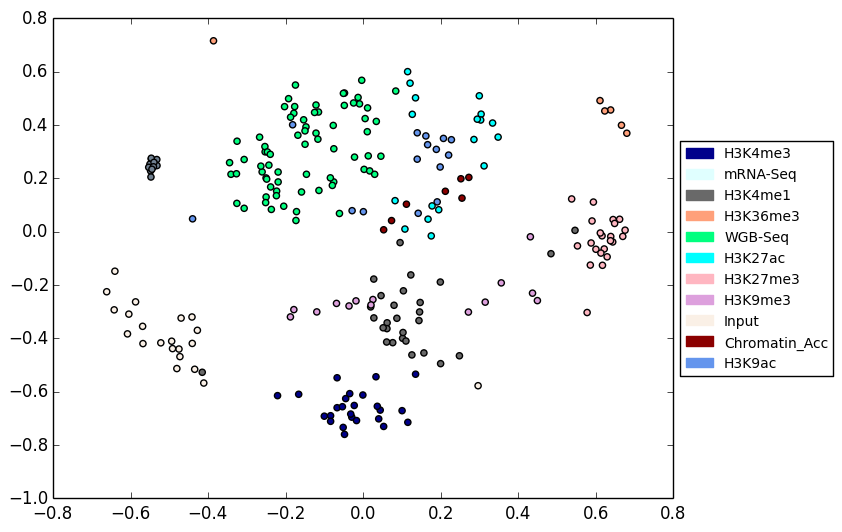 0.8
0.6
0.4
0.2
0.0
−0.2
−0.4
−0.6
−0.8
−1.0
−0.8 −0.6 −0.4 −0.2 0.0 0.2 0.4 0.6 0.8
H3K4me3
mRNA-Seq
H3K4me1
H3K36me3
WGB-Seq
H3K27ac
H3K27me3
H3K9me3
Input
Chromatin_Acc
H3K9ac